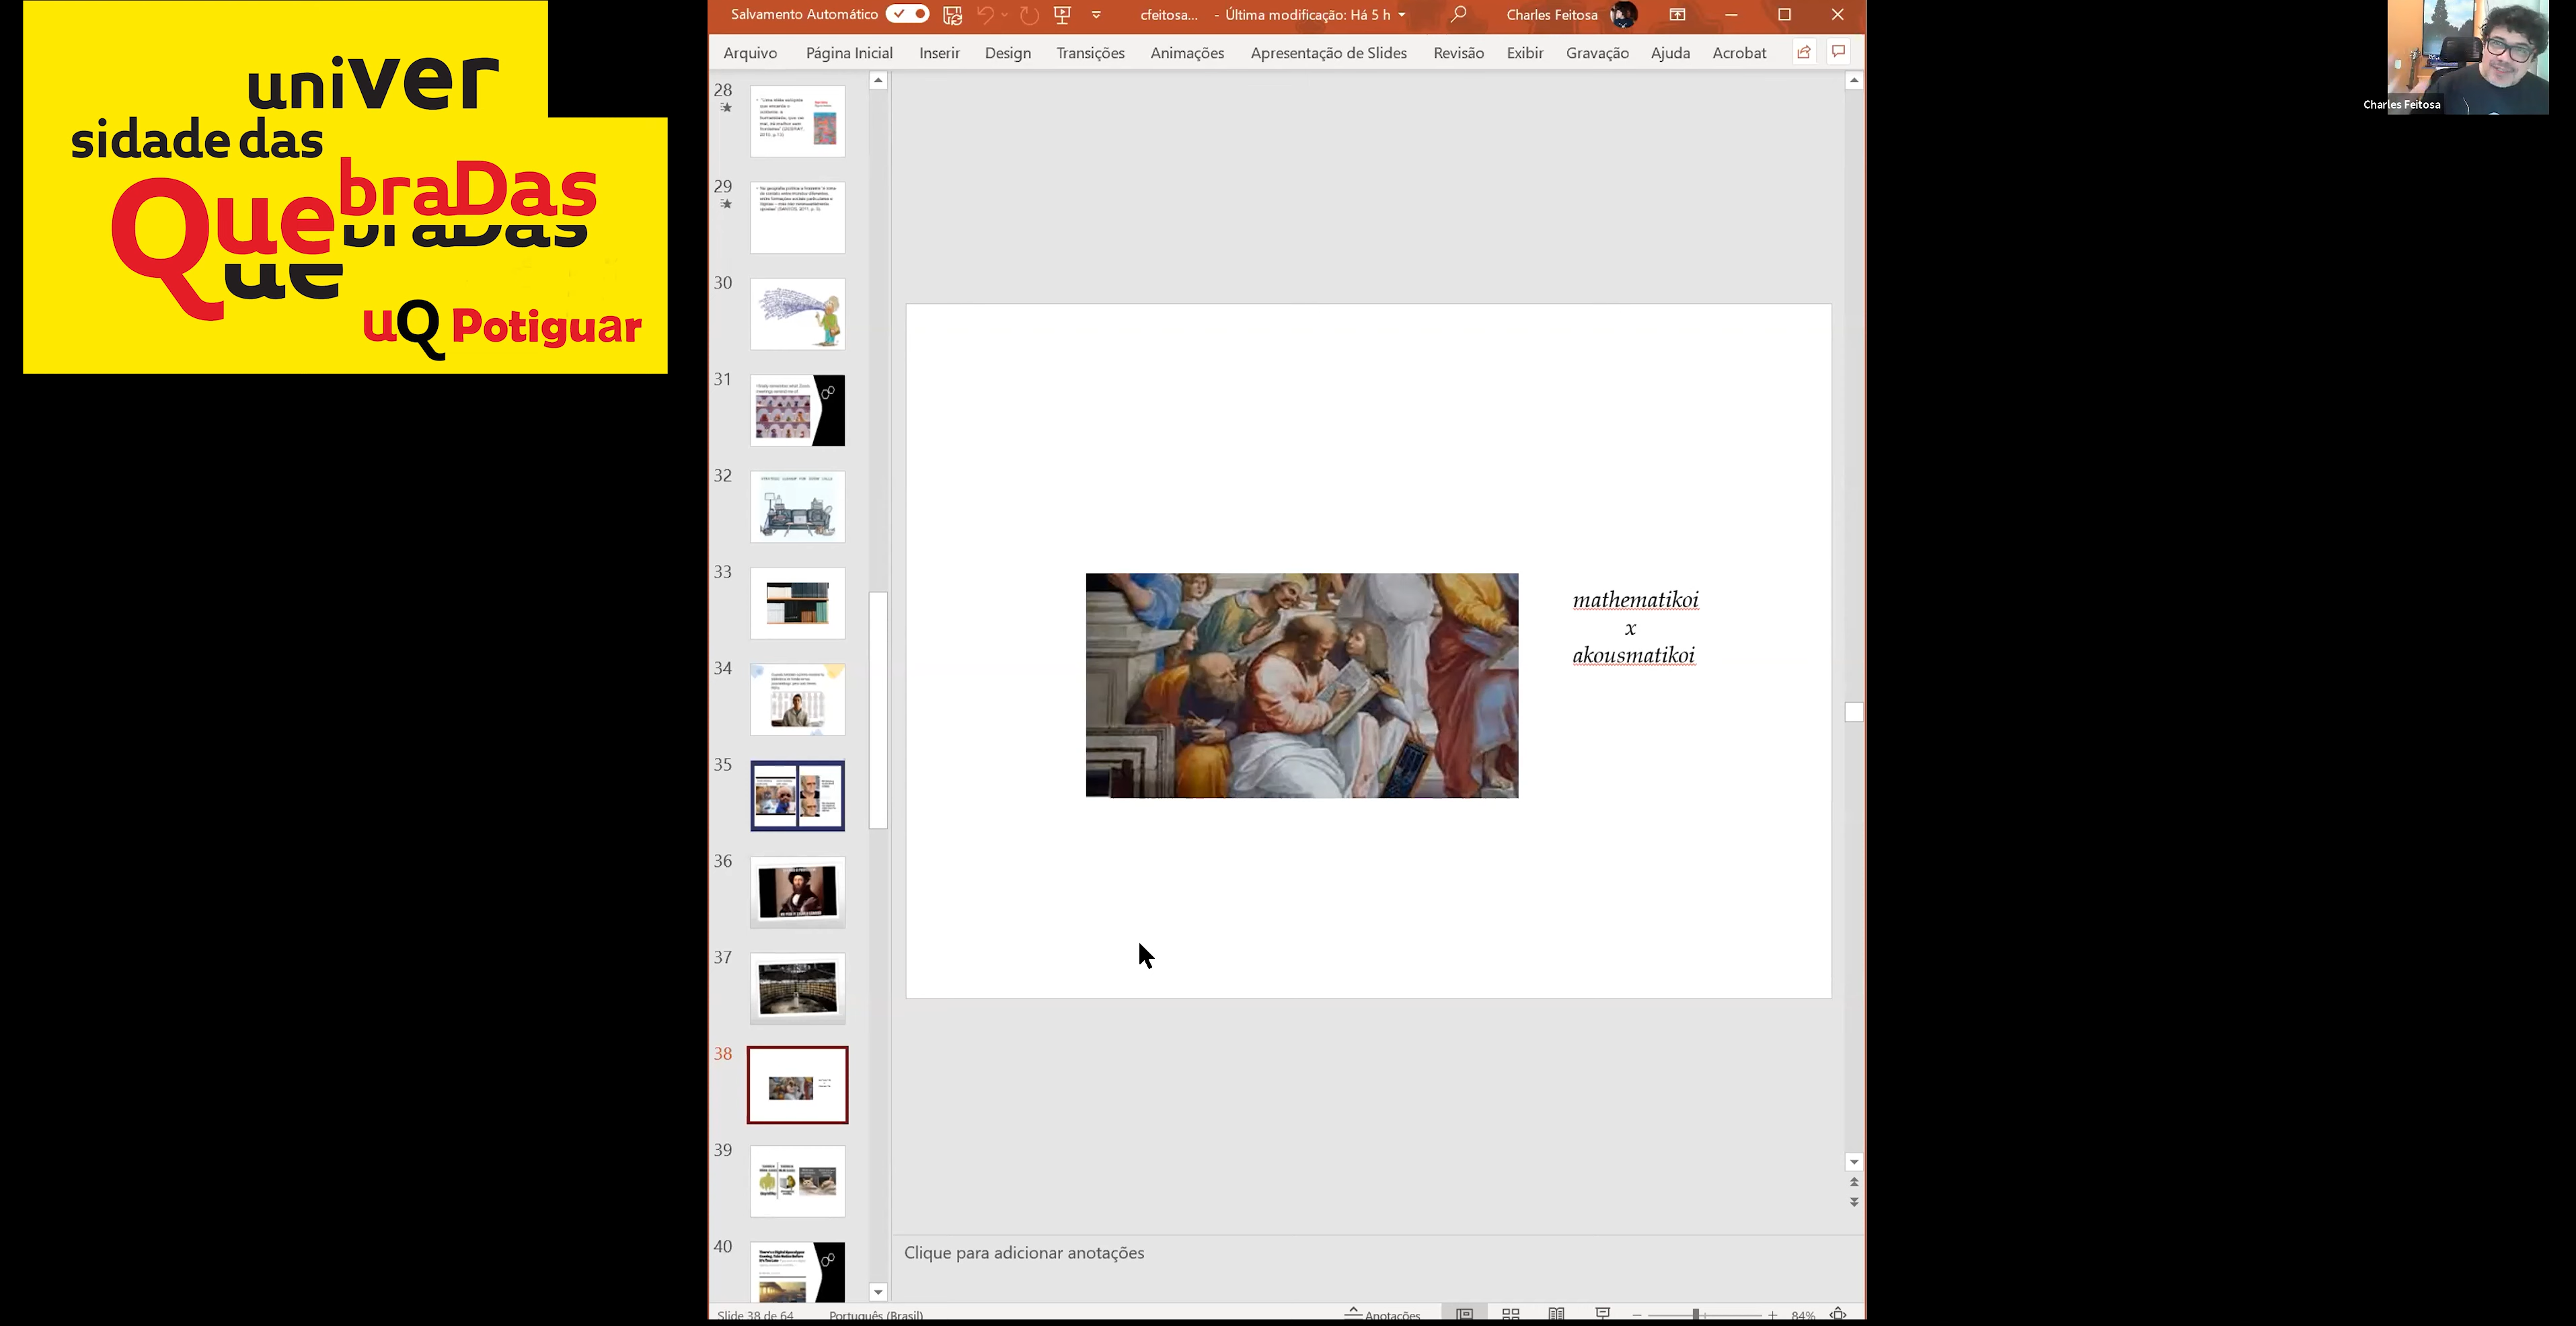 univer
sidade das
QuebraDas
uQ Potiguar
Salvamento Automático
cfeitosa... - Última modificação: Há 5 h
Charles Feitosa
Arquivo Página Inicial Inserir Design Transições Animações Apresentação de Slides Revisão Exibir Gravação Ajuda Acrobat
28
29
30
31
32
33
34
35
36
37
38
39
40
mathematikoi
x
akousmatikoi
Clique para adicionar anotações
Slide 38 de 64 Português (Brasil) Anotações 84%
Charles Feitosa